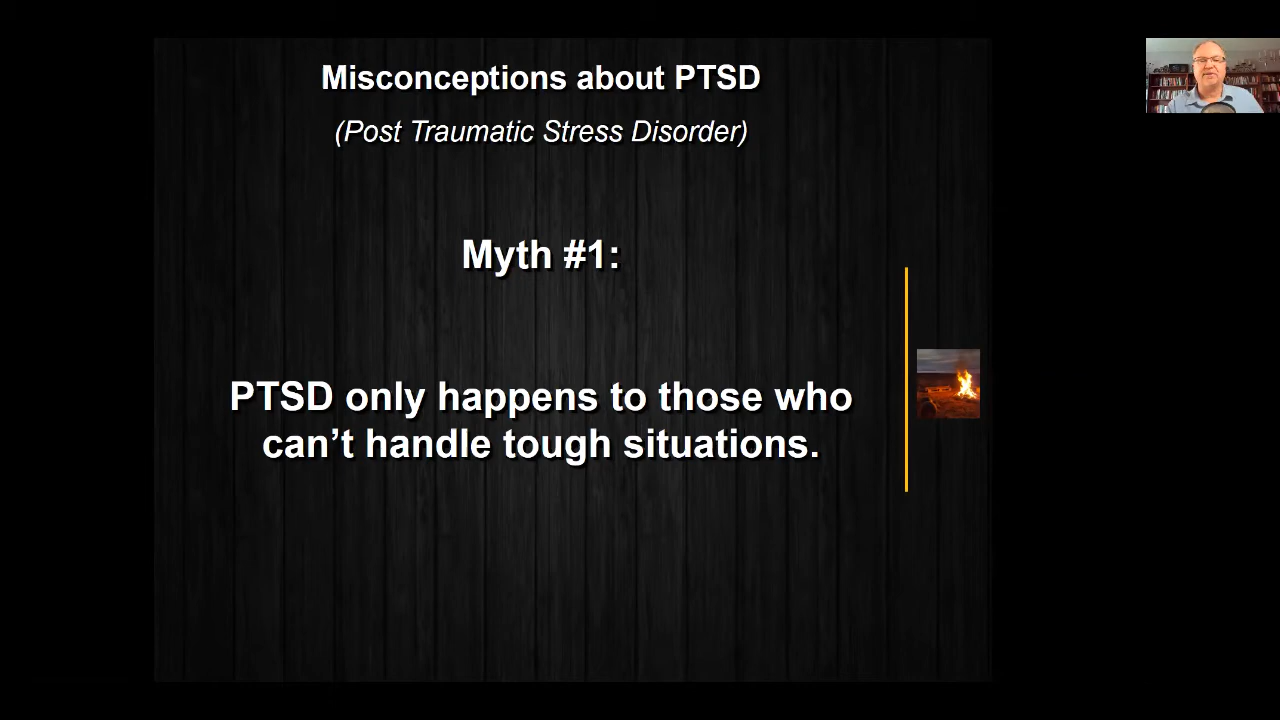 Misconceptions about PTSD
(Post Traumatic Stress Disorder)
Myth #1:
PTSD only happens to those who
can’t handle tough situations.